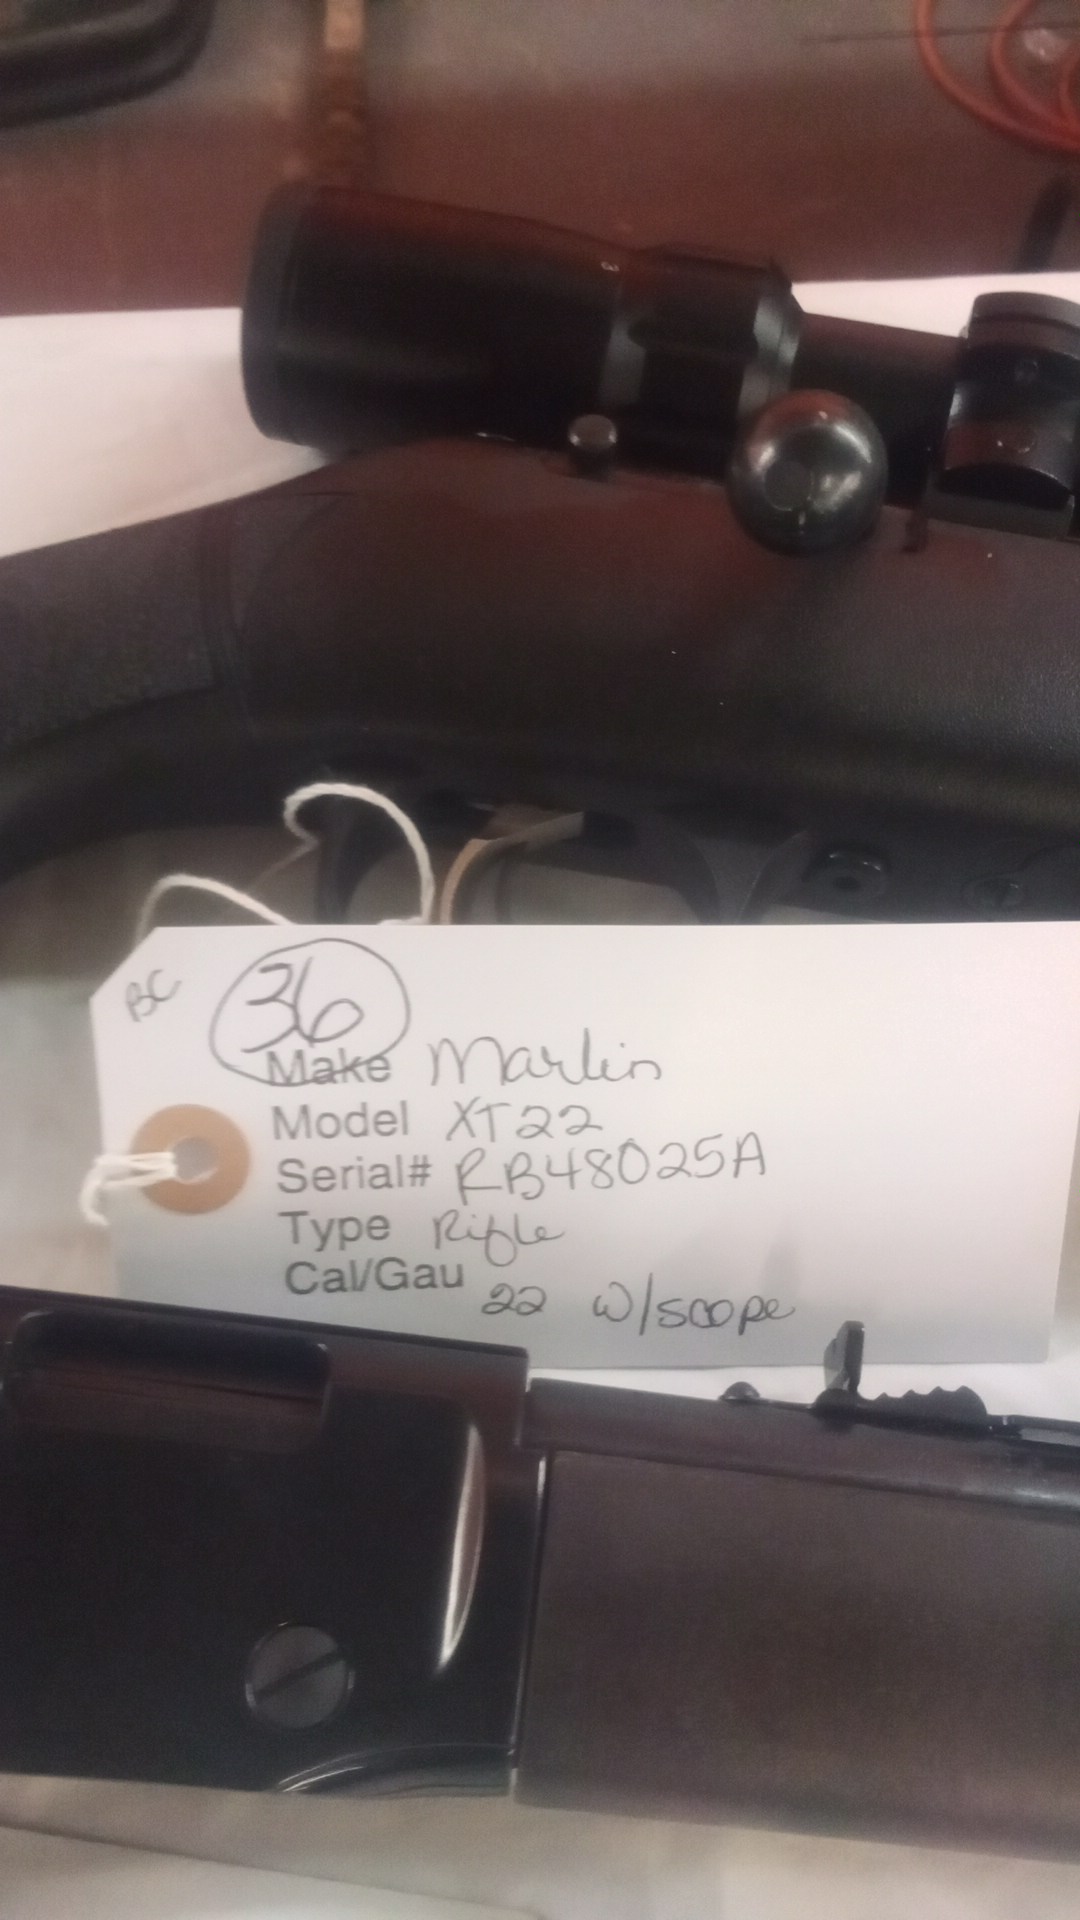 BC
36
Make Marlin
Model XT22
Serial# RB48025A
Type Rifle
Cal/Gau 22 w/scope